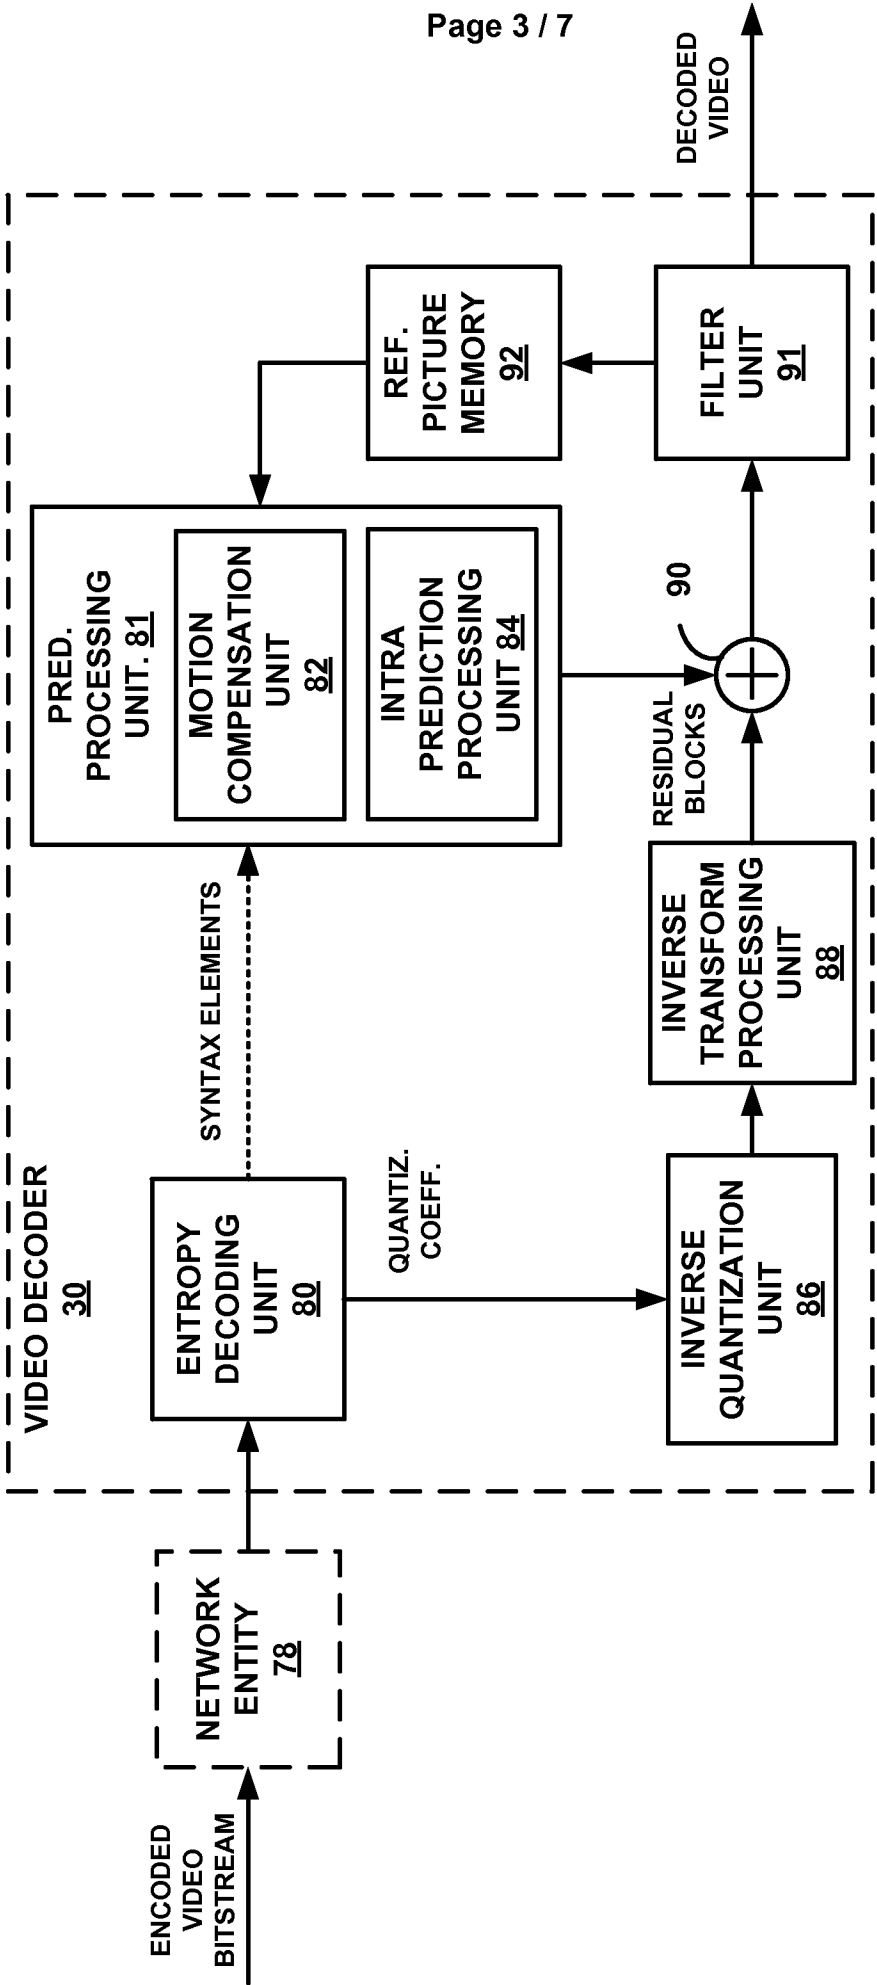 Page 3 / 7
VIDEO DECODER
30
ENCODED
VIDEO
BITSTREAM
NETWORK
ENTITY
78
ENTROPY
DECODING
UNIT
80
SYNTAX ELEMENTS
QUANTIZ.
COEFF.
PRED.
PROCESSING
UNIT. 81
MOTION
COMPENSATION
UNIT
82
INTRA
PREDICTION
PROCESSING
UNIT 84
REF.
PICTURE
MEMORY
92
INVERSE
QUANTIZATION
UNIT
86
INVERSE
TRANSFORM
PROCESSING
UNIT
88
RESIDUAL
BLOCKS
90
FILTER
UNIT
91
DECODED
VIDEO